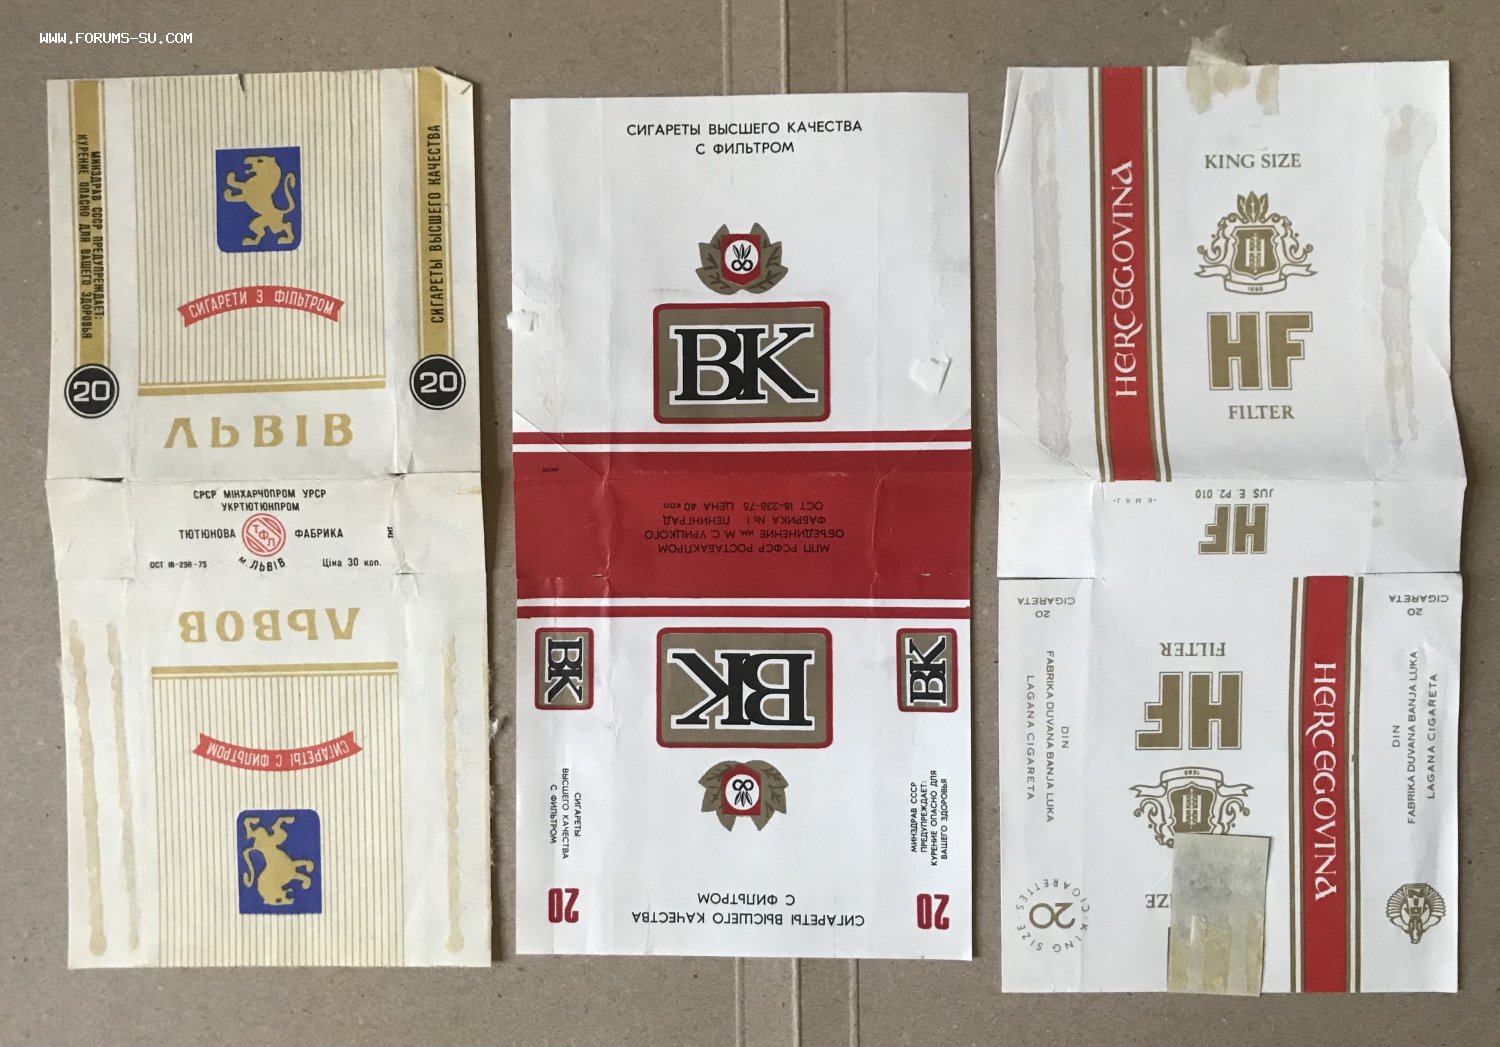 WWW.FORUMS-SU.COM
МИНЗДРАВ СССР ПРЕДУПРЕЖДАЕТ:
КУРЕНИЕ ОПАСНО ДЛЯ ВАШЕГО ЗДОРОВЬЯ
20
СИГАРЕТИ З ФІЛЬТРОМ
СИГАРЕТЫ ВЫСШЕГО КАЧЕСТВА
20
ЛЬВІВ
СРСР МІНХАРЧОПРОМ УРСР
УКРТЮТЮНПРОМ
ТЮТЮНОВА ТФЛ ФАБРИКА
м. ЛЬВІВ
ОСТ 18-238-75 Ціна 30 коп.
ТИТ
ЛЬВОВ
СИГАРЕТЫ С ФИЛЬТРОМ
СИГАРЕТЫ ВЫСШЕГО КАЧЕСТВА
С ФИЛЬТРОМ
ВК
МПП РСФСР РОСТАБАКПРОМ
ОБЪЕДИНЕНИЕ им. М. С. УРИЦКОГО
ФАБРИКА №1 ЛЕНИНГРАД
ОСТ 18-238-75 ЦЕНА 40 коп.
ВК
ВК
ВК
СИГАРЕТЫ
ВЫСШЕГО КАЧЕСТВА
С ФИЛЬТРОМ
20
МИНЗДРАВ СССР
ПРЕДУПРЕЖДАЕТ:
КУРЕНИЕ ОПАСНО ДЛЯ
ВАШЕГО ЗДОРОВЬЯ
20
СИГАРЕТЫ ВЫСШЕГО КАЧЕСТВА
С ФИЛЬТРОМ
HERCEGOVINA
KING SIZE
H
1888
HF
FILTER
JUS E. P2. 010
-6 M A J-
HF
20
CIGARETA
DIN
FABRIKA DUVANA BANJA LUKA
LAGANA CIGARETA
20
KING SIZE · CIGARETTES ·
FILTER
HF
H
1888
IZE
HERCEGOVINA
20
CIGARETA
DIN
FABRIKA DUVANA BANJA LUKA
LAGANA CIGARETA